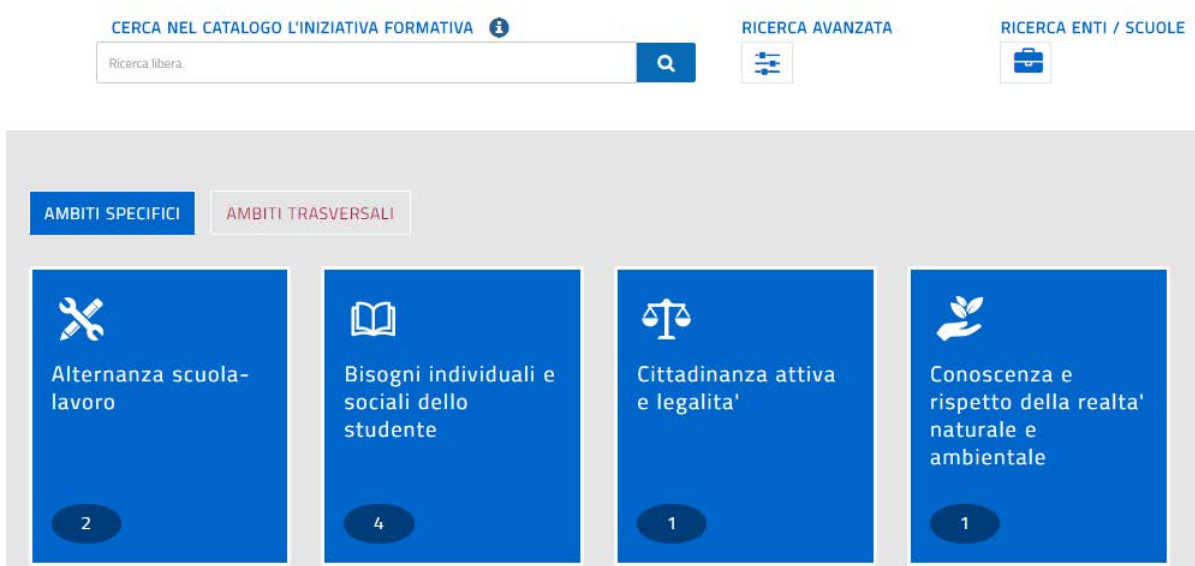 CERCA NEL CATALOGO L'INIZIATIVA FORMATIVA
RICERCA AVANZATA
RICERCA ENTI / SCUOLE
Ricerca libera
AMBITI SPECIFICI
AMBITI TRASVERSALI
Alternanza scuola-
lavoro
2
Bisogni individuali e
sociali dello
studente
4
Cittadinanza attiva
e legalita'
1
Conoscenza e
rispetto della realta'
naturale e
ambientale
1